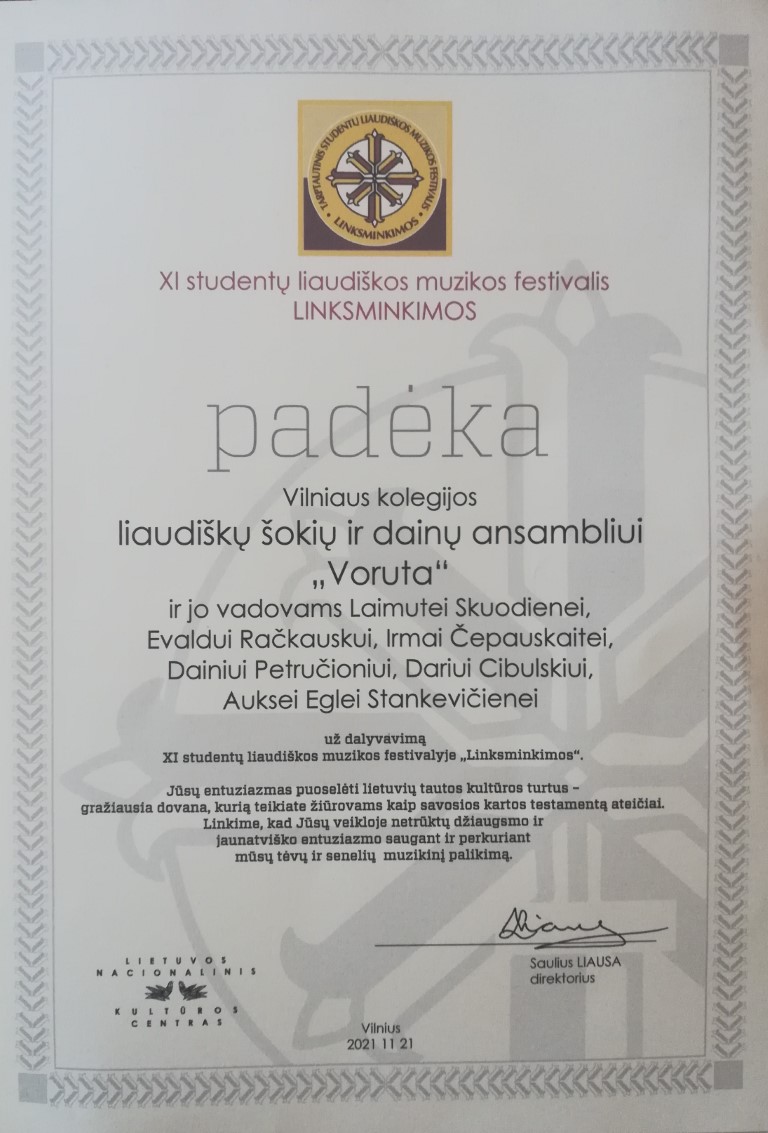 TARPTAUTINIS STUDENTŲ LIAUDIŠKOS MUZIKOS FESTIVALIS
• LINKSMINKIMOS •
XI studentų liaudiškos muzikos festivalis
LINKSMINKIMOS
padėka
Vilniaus kolegijos
liaudiškų šokių ir dainų ansambliui
„Voruta“
ir jo vadovams Laimutei Skuodienei,
Evaldui Račkauskui, Irmai Čepauskaitei,
Dainiui Petručioniui, Dariui Cibulskiui,
Auksei Eglei Stankevičienei
už dalyvavimą
XI studentų liaudiškos muzikos festivalyje „Linksminkimos“.
Jūsų entuziazmas puoselėti lietuvių tautos kultūros turtus –
gražiausia dovana, kurią teikiate žiūrovams kaip savosios kartos testamentą ateičiai.
Linkime, kad Jūsų veikloje netrūktų džiaugsmo ir
jaunatviško entuziazmo saugant ir perkuriant
mūsų tėvų ir senelių muzikinį palikimą.
Saulius LIAUSA
direktorius
LIETUVOS
NACIONALINIS
KULTŪROS
CENTRAS
Vilnius
2021 11 21